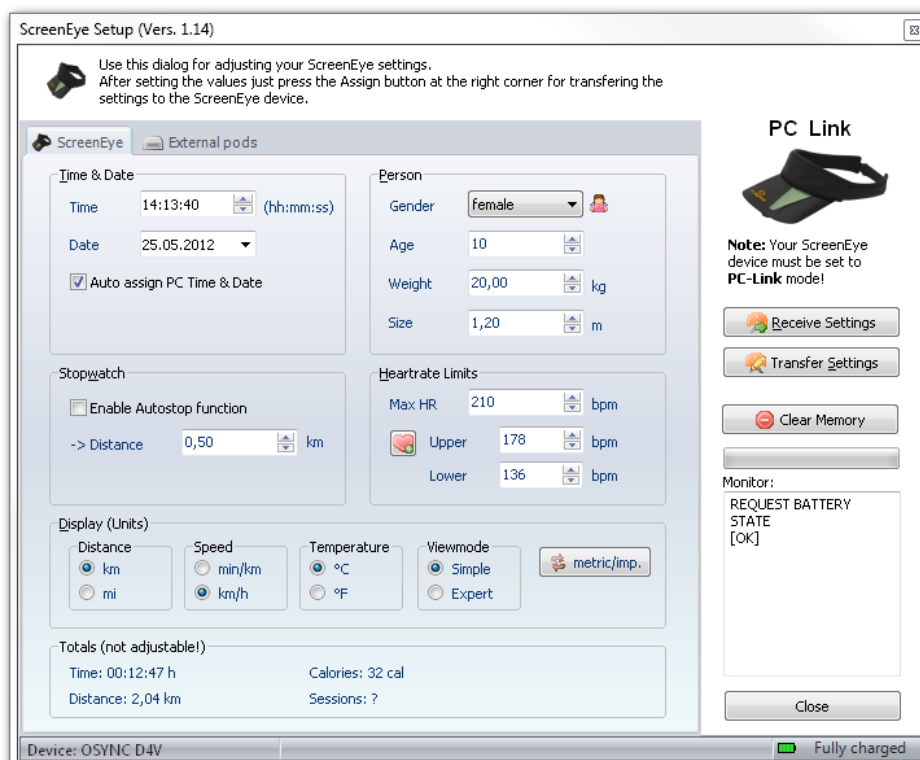 ScreenEye Setup (Vers. 1.14)
Use this dialog for adjusting your ScreenEye settings.
After setting the values just press the Assign button at the right corner for transfering the
settings to the ScreenEye device.
ScreenEye
External pods
Time & Date
Time 14:13:40 (hh:mm:ss)
Date 25.05.2012
Auto assign PC Time & Date
Person
Gender female
Age 10
Weight 20,00 kg
Size 1,20 m
Stopwatch
Enable Autostop function
-> Distance 0,50 km
Heartrate Limits
Max HR 210 bpm
Upper 178 bpm
Lower 136 bpm
Display (Units)
Distance
km
mi
Speed
min/km
km/h
Temperature
°C
°F
Viewmode
Simple
Expert
metric/imp.
Totals (not adjustable!)
Time: 00:12:47 h
Calories: 32 cal
Distance: 2,04 km
Sessions: ?
PC Link
Note: Your ScreenEye
device must be set to
PC-Link mode!
Receive Settings
Transfer Settings
Clear Memory
Monitor:
REQUEST BATTERY
STATE
[OK]
Close
Device: OSYNC D4V
Fully charged